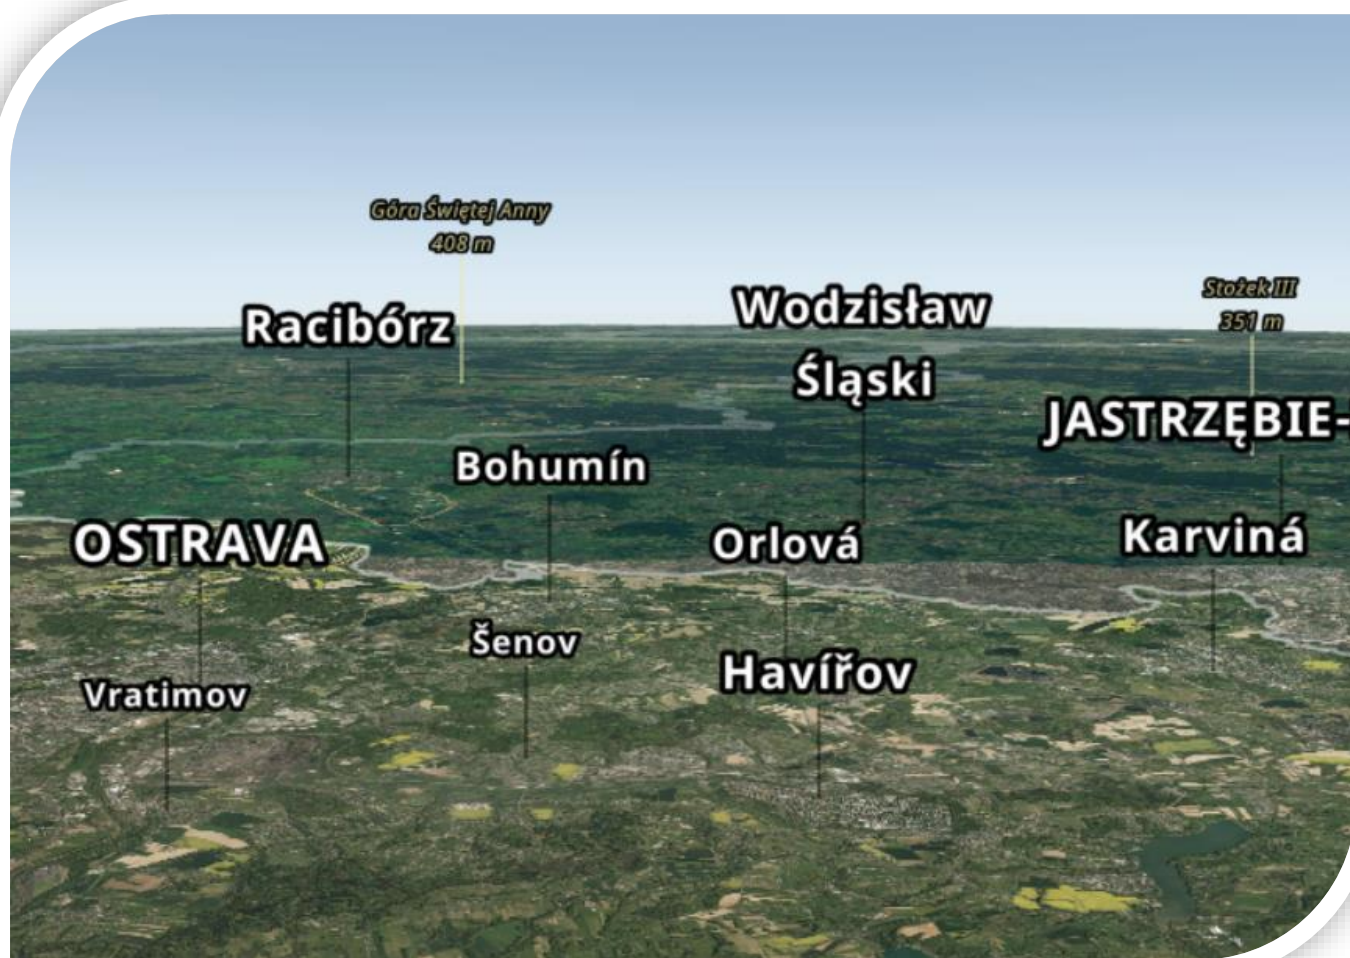 Góra Świętej Anny
408 m
Racibórz
Wodzisław
Śląski
Stożek III
351 m
JASTRZĘBIE-
Bohumín
OSTRAVA
Orlová
Karviná
Šenov
Havířov
Vratimov